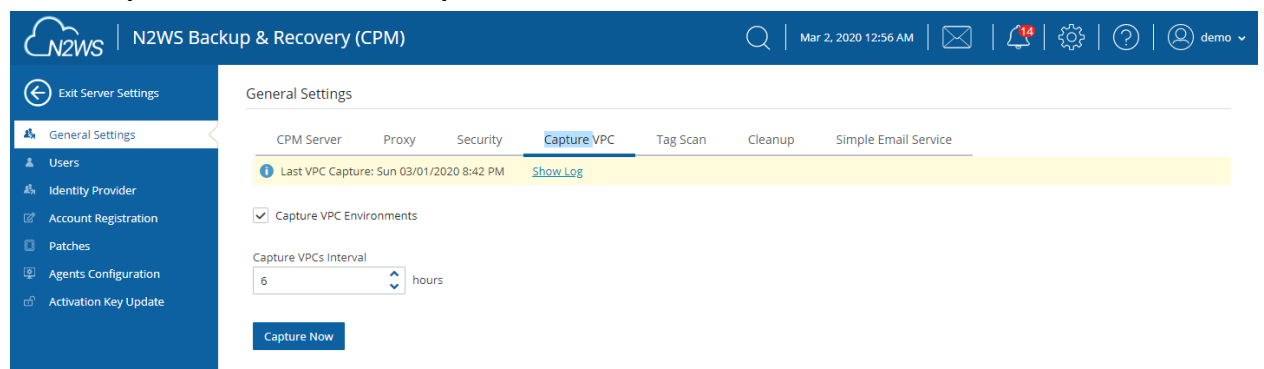 N2WS N2WS Backup & Recovery (CPM) Mar 2, 2020 12:56 AM 14 ? demo
Exit Server Settings
General Settings
General Settings
Users
Identity Provider
Account Registration
Patches
Agents Configuration
Activation Key Update
CPM Server Proxy Security Capture VPC Tag Scan Cleanup Simple Email Service
i Last VPC Capture: Sun 03/01/2020 8:42 PM Show Log
Capture VPC Environments
Capture VPCs Interval
6 hours
Capture Now